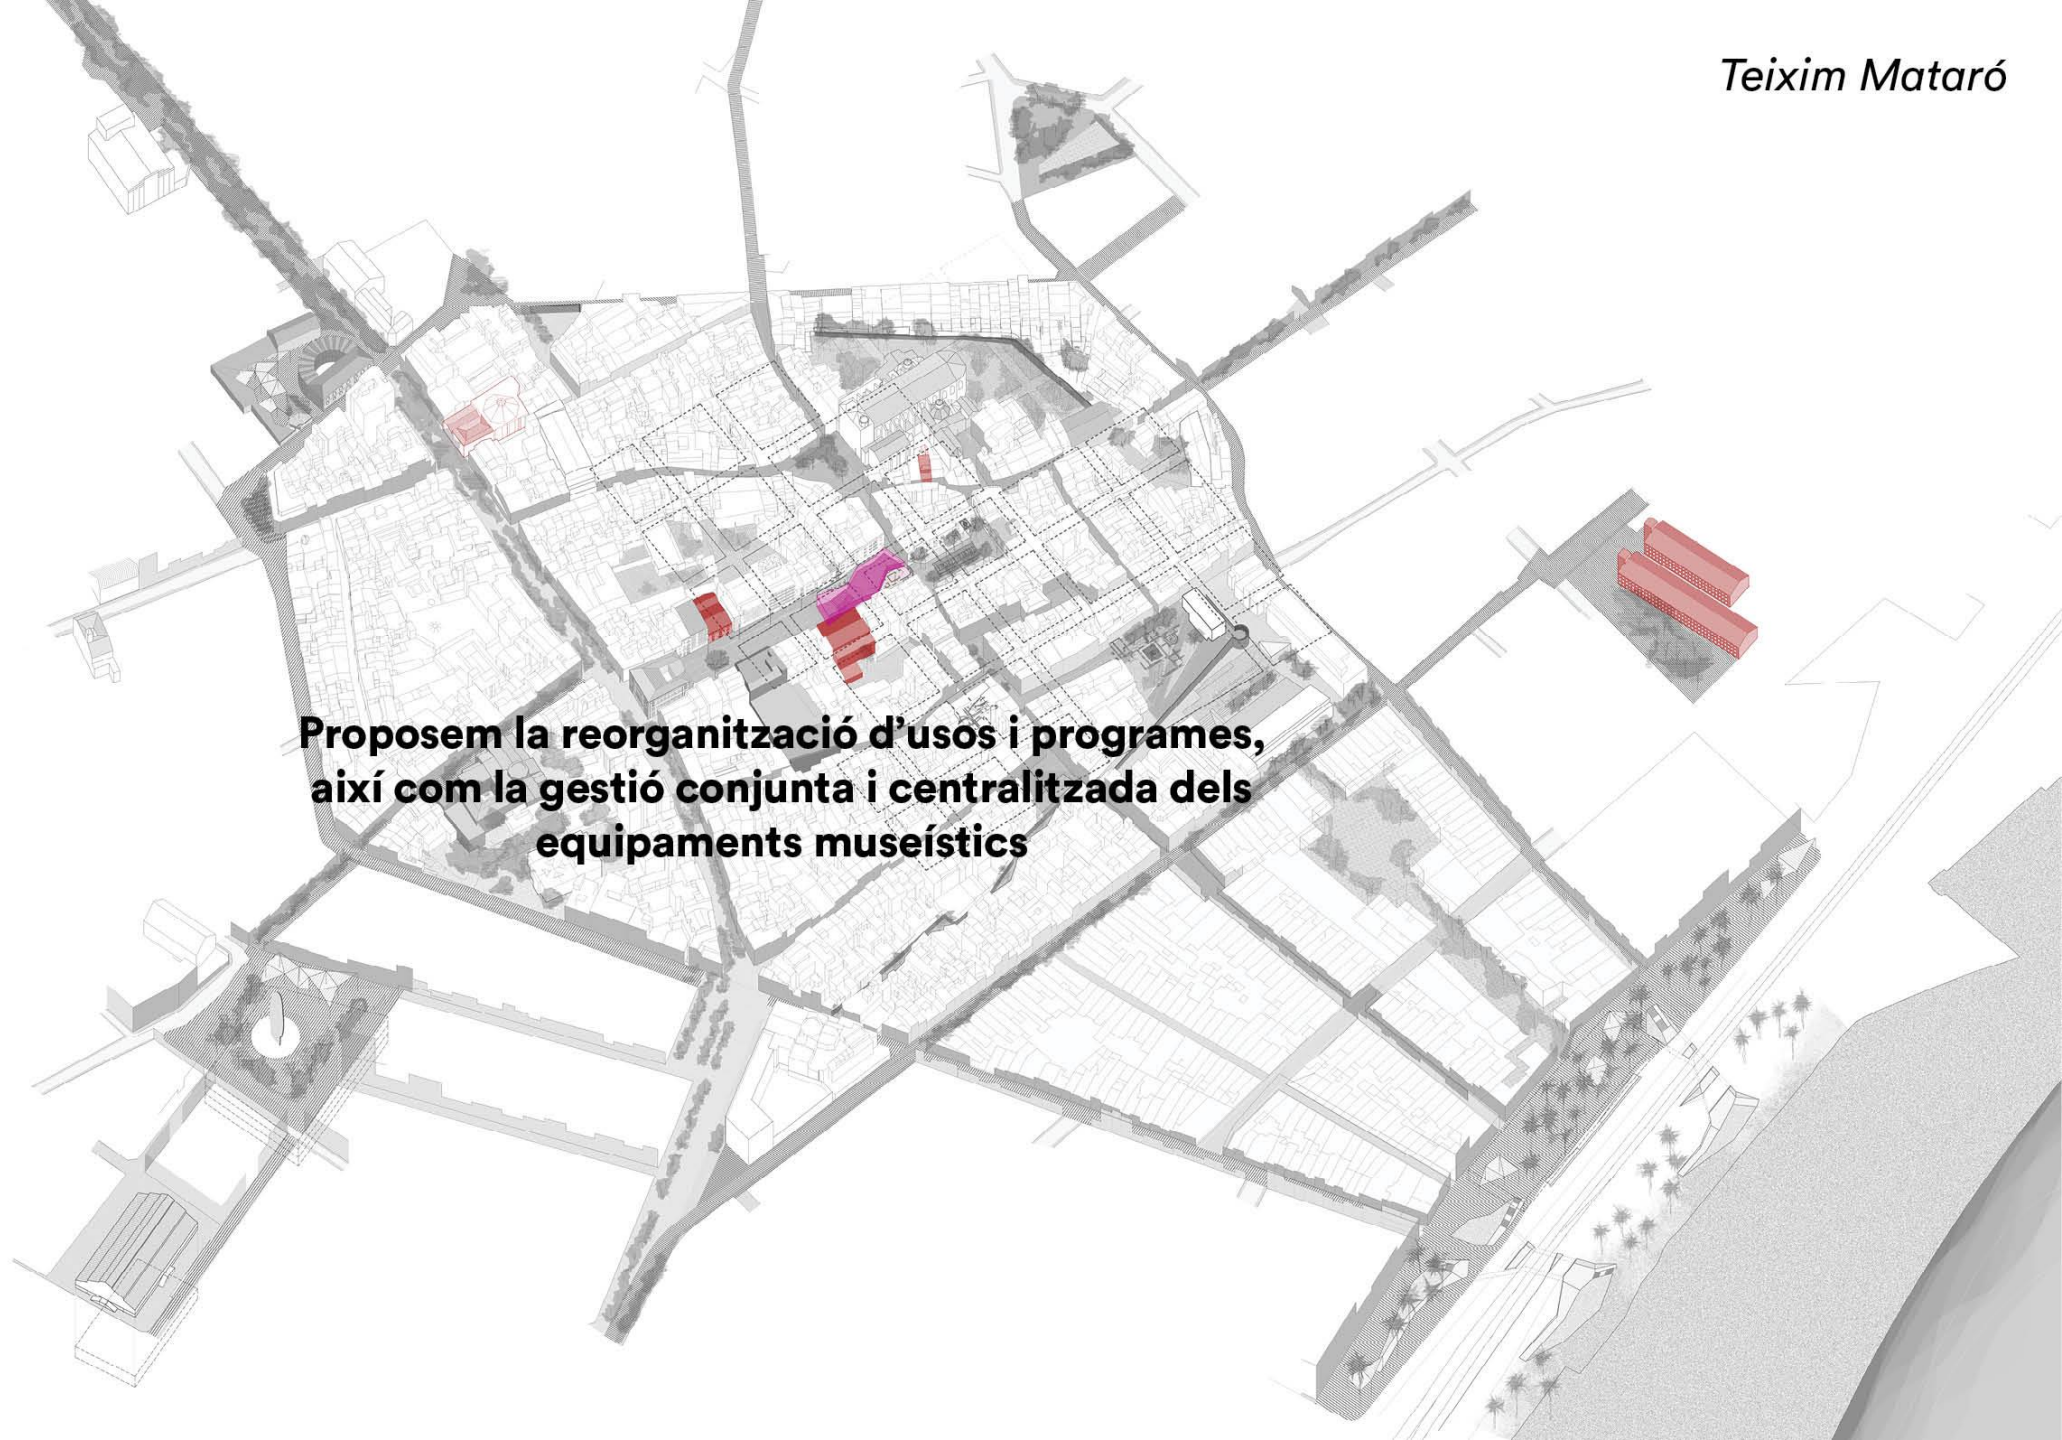 Teixim Mataró
Proposem la reorganització d’usos i programes,
així com la gestió conjunta i centralitzada dels
equipaments museístics